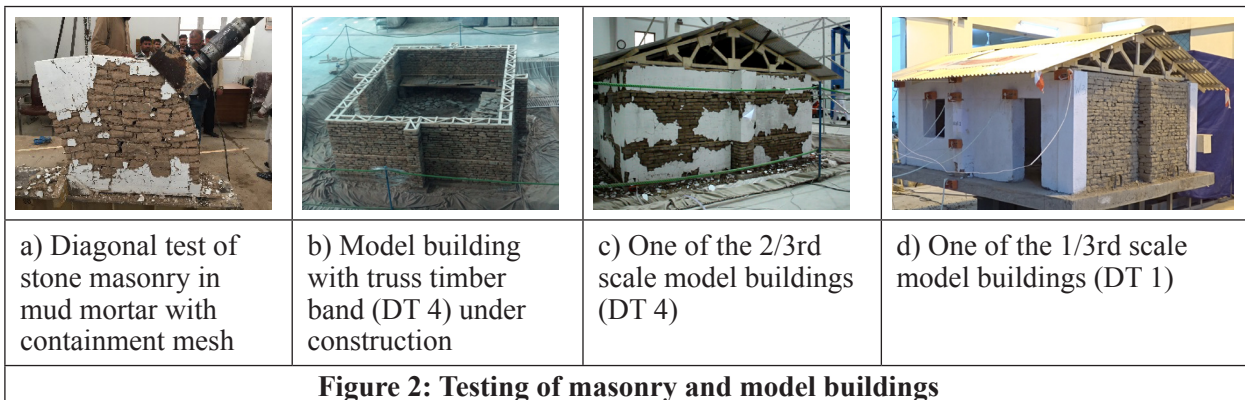 a) Diagonal test of
stone masonry in
mud mortar with
containment mesh
b) Model building
with truss timber
band (DT 4) under
construction
c) One of the 2/3rd
scale model buildings
(DT 4)
d) One of the 1/3rd scale
model buildings (DT 1)
Figure 2: Testing of masonry and model buildings